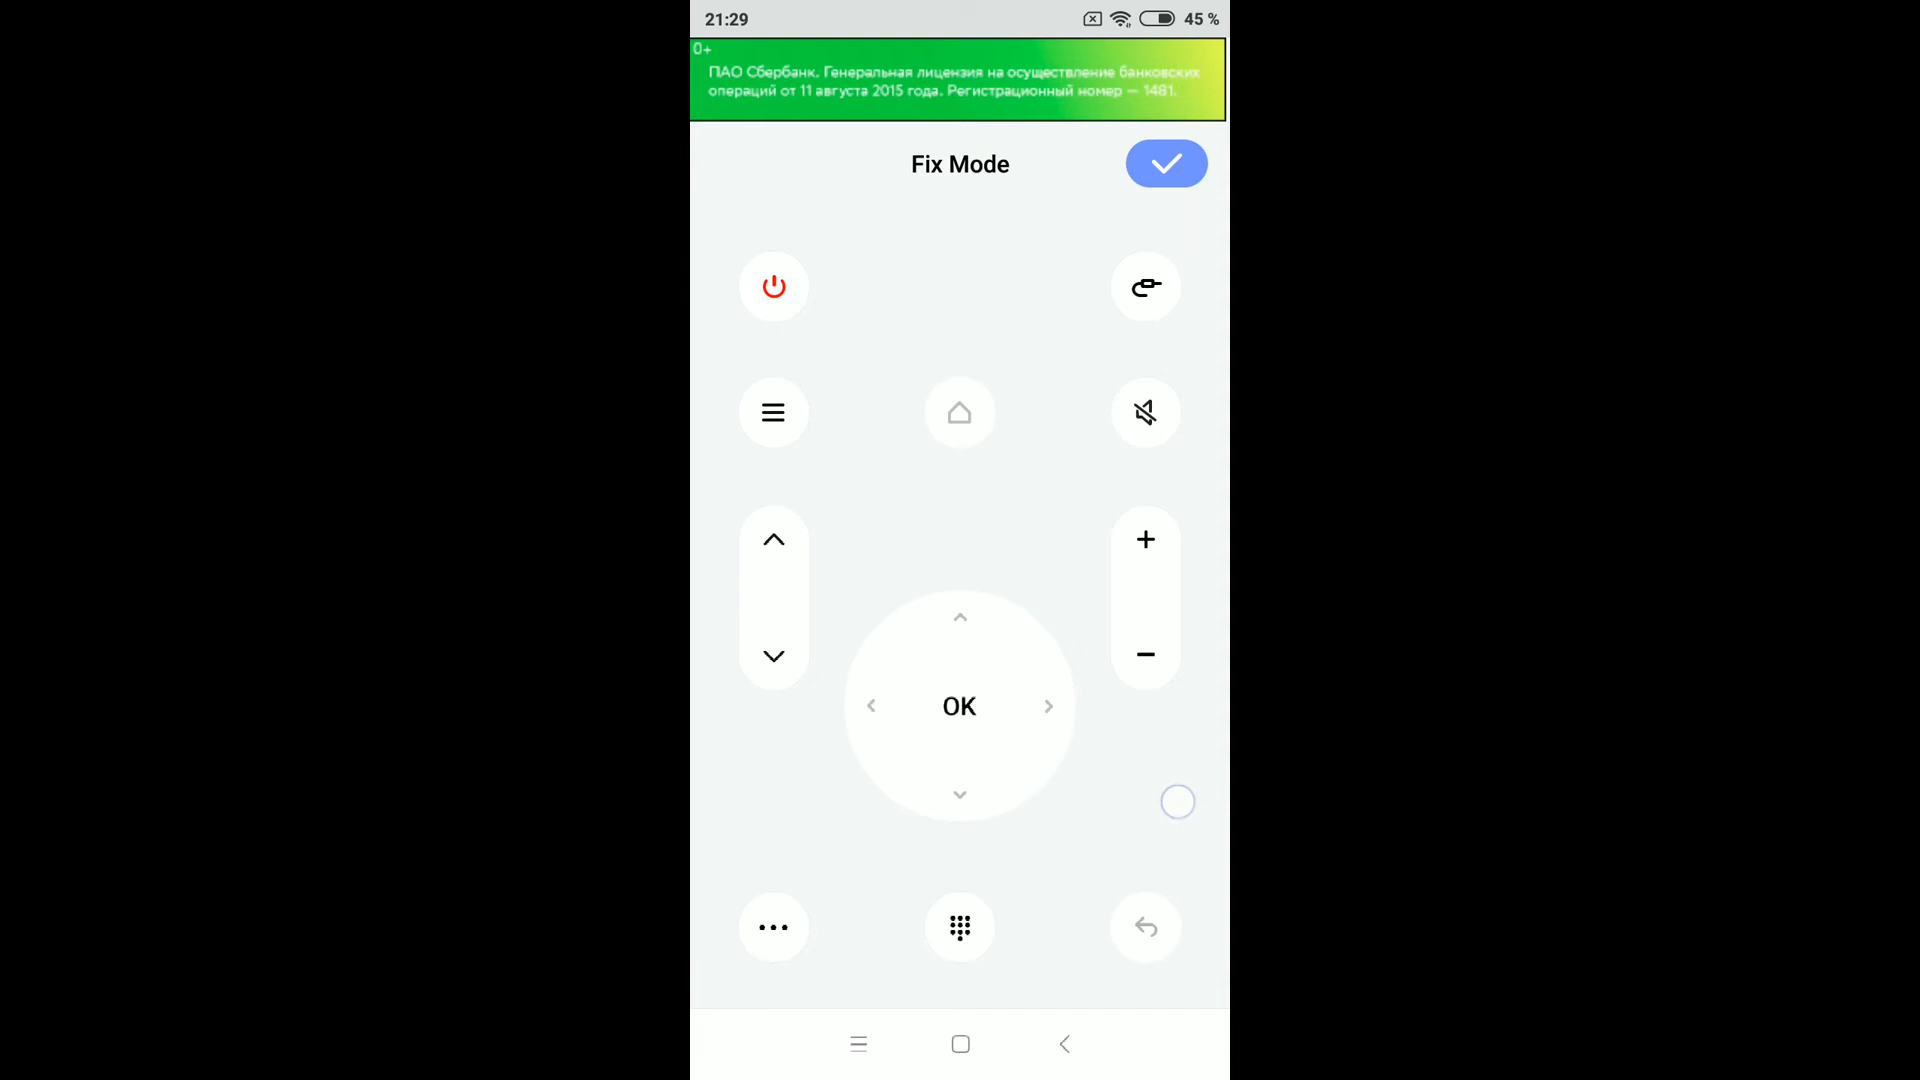 21:29
45 %
0+
ПАО Сбербанк. Генеральная лицензия на осуществление банковских
операций от 11 августа 2015 года. Регистрационный номер — 1481.
Fix Mode
OK